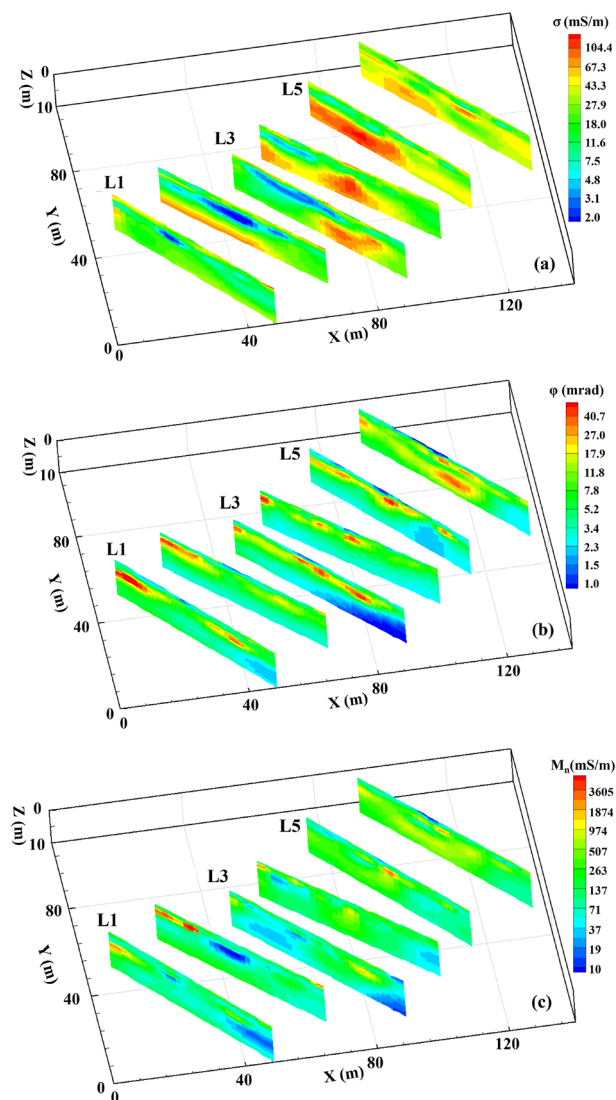 σ (mS/m)
104.4
67.3
43.4
28.0
18.0
11.6
7.5
4.8
3.1
2.0
0
10
Z (m)
80
40
0
Y (m)
L1
L3
L5
0
40
80
120
X (m)
(a)
φ (mrad)
40.7
27.0
17.9
11.8
7.8
5.2
3.4
2.3
1.5
1.0
0
10
Z (m)
80
40
0
Y (m)
L1
L3
L5
0
40
80
120
X (m)
(b)
Mn(mS/m)
3605
1874
974
507
263
137
71
37
19
10
0
10
Z (m)
80
40
0
Y (m)
L1
L3
L5
0
40
80
120
X (m)
(c)